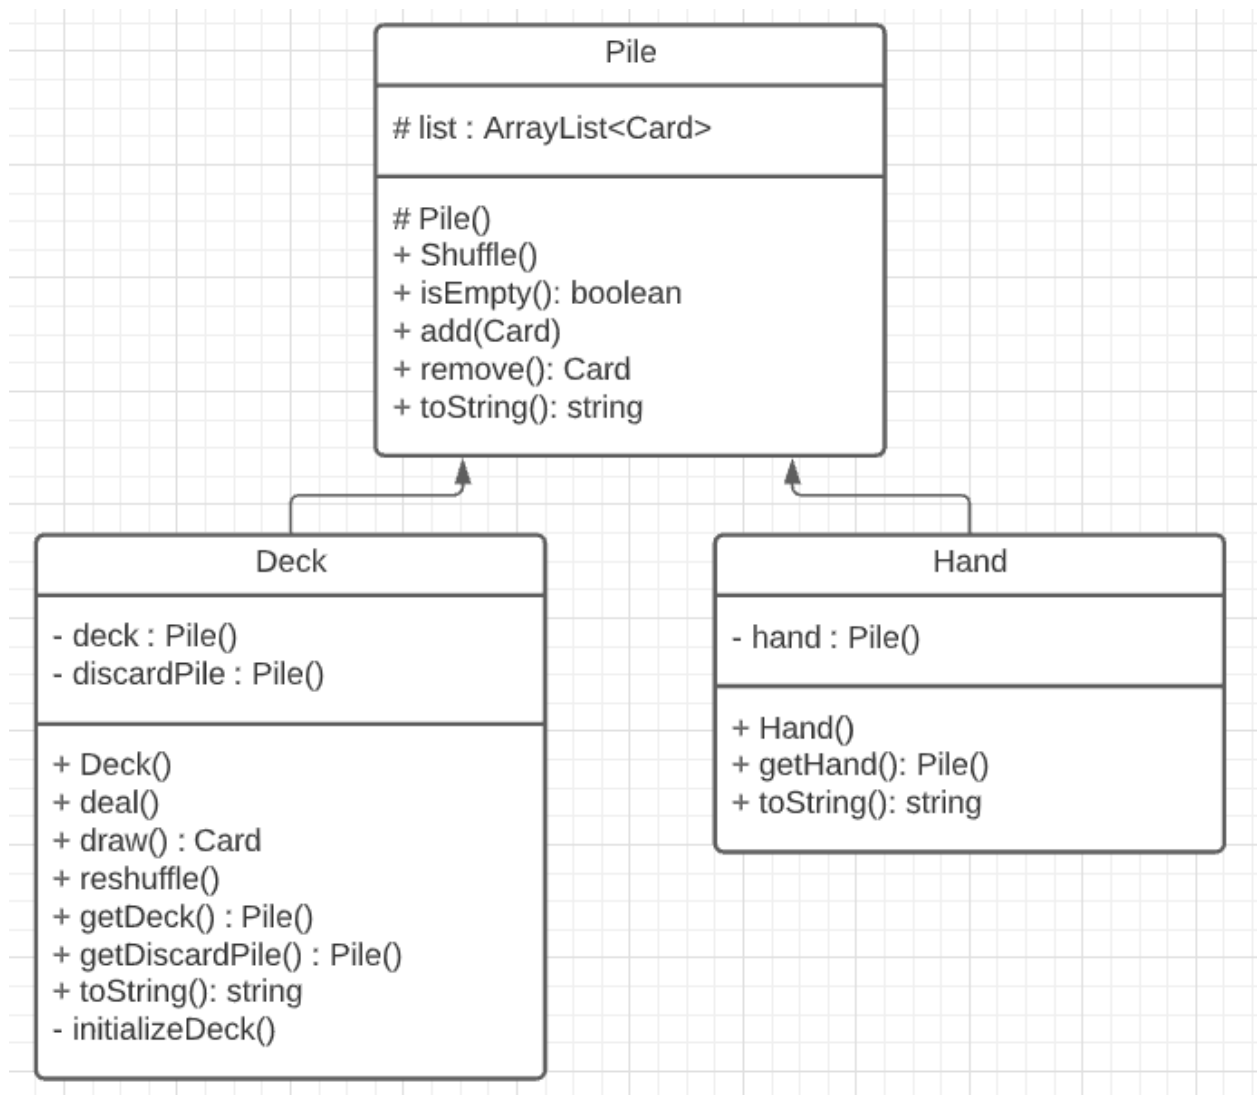 Pile
# list : ArrayList<Card>
# Pile()
+ Shuffle()
+ isEmpty(): boolean
+ add(Card)
+ remove(): Card
+ toString(): string
Deck
- deck : Pile()
- discardPile : Pile()
+ Deck()
+ deal()
+ draw() : Card
+ reshuffle()
+ getDeck() : Pile()
+ getDiscardPile() : Pile()
+ toString(): string
- initializeDeck()
Hand
- hand : Pile()
+ Hand()
+ getHand(): Pile()
+ toString(): string